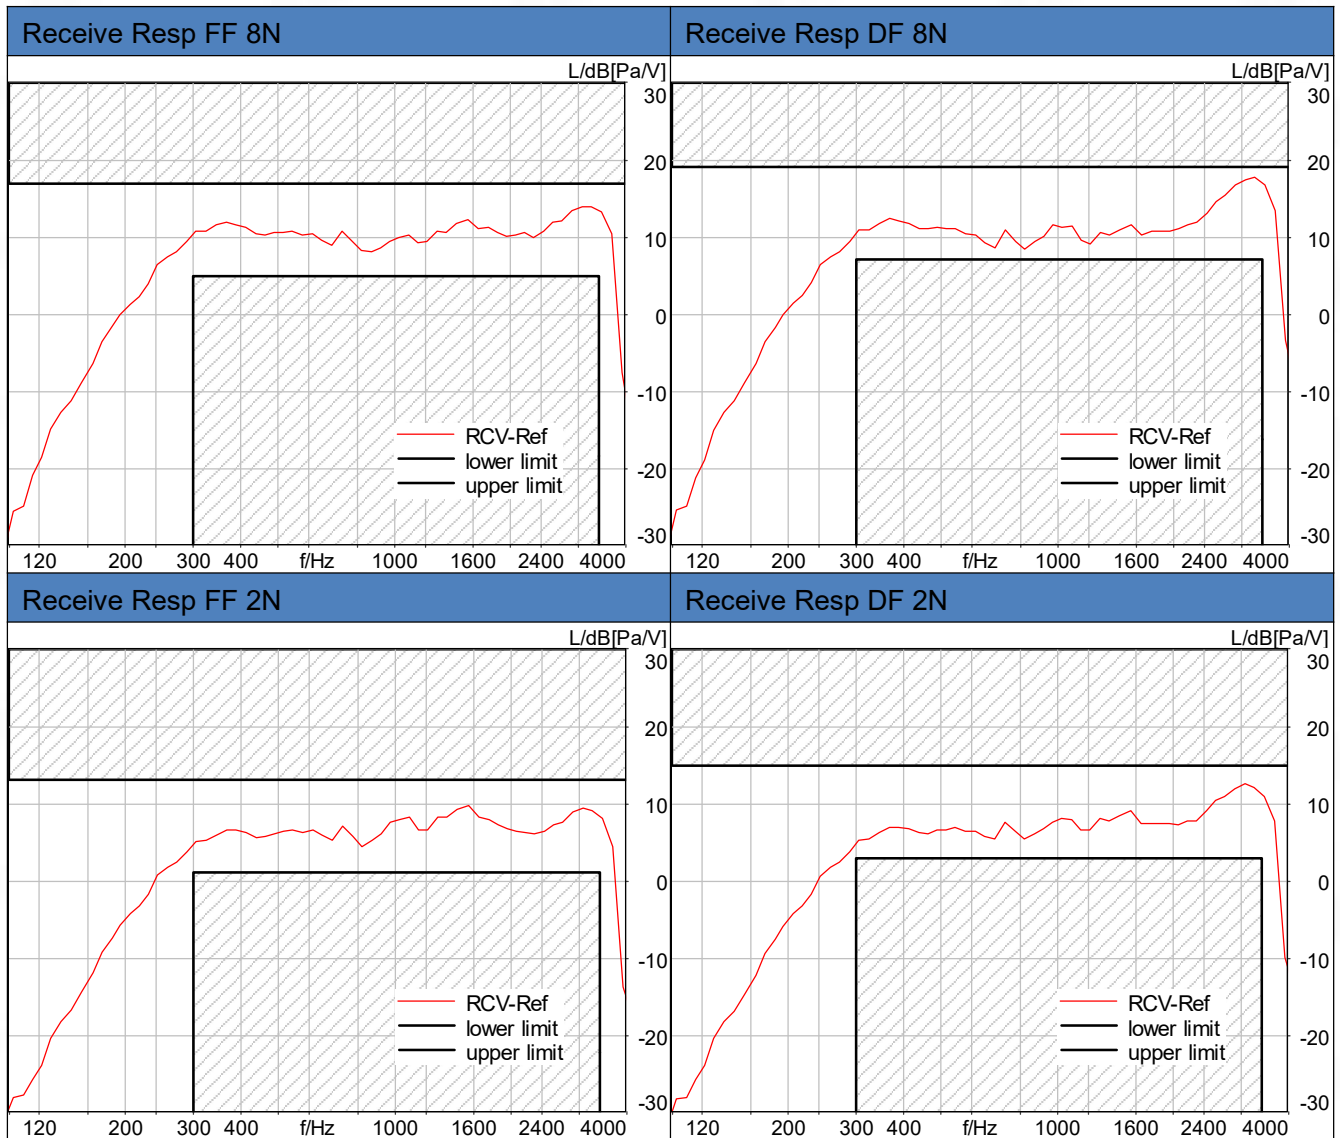 Receive Resp FF 8N
L/dB[Pa/V]
30
20
10
0
-10
RCV-Ref
lower limit
-20
upper limit
-30
120 200 300 400 f/Hz 1000 1600 2400 4000
Receive Resp DF 8N
L/dB[Pa/V]
30
20
10
0
-10
RCV-Ref
lower limit
-20
upper limit
-30
120 200 300 400 f/Hz 1000 1600 2400 4000
Receive Resp FF 2N
L/dB[Pa/V]
30
20
10
0
-10
RCV-Ref
lower limit
-20
upper limit
-30
120 200 300 400 f/Hz 1000 1600 2400 4000
Receive Resp DF 2N
L/dB[Pa/V]
30
20
10
0
-10
RCV-Ref
lower limit
-20
upper limit
-30
120 200 300 400 f/Hz 1000 1600 2400 4000